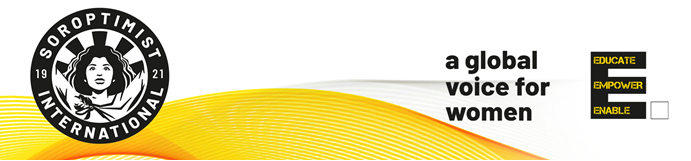 SOROPTIMIST
19 21
INTERNATIONAL
a global
voice for
women
EDUCATE
EMPOWER
ENABLE